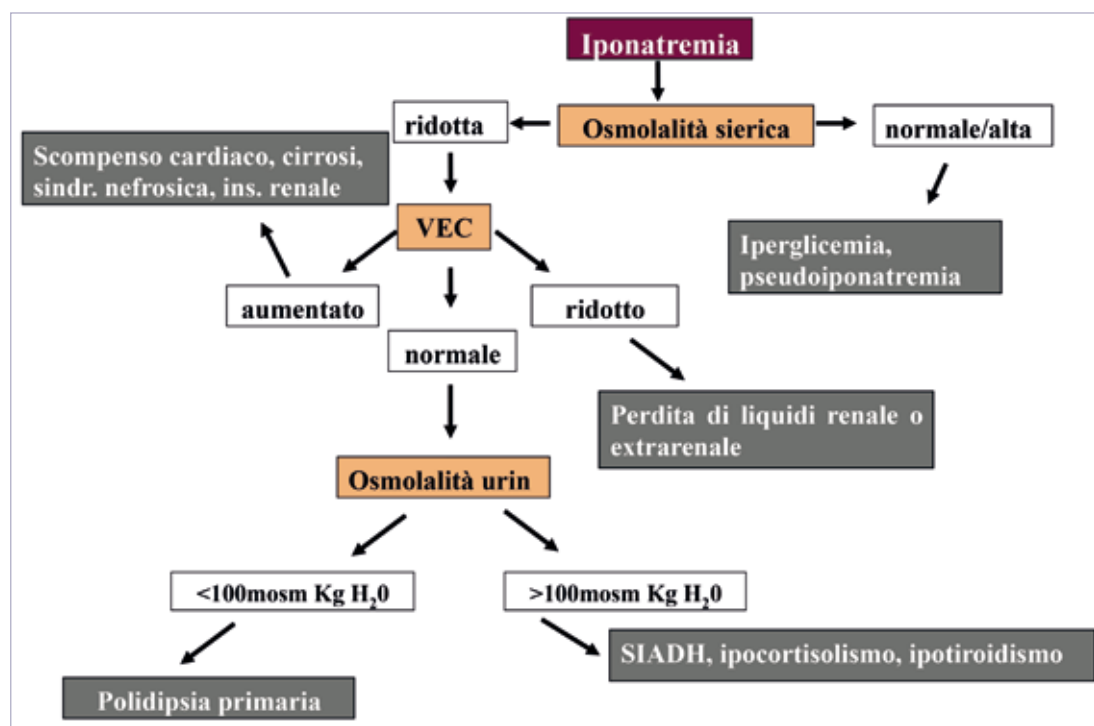 Iponatremia
ridotta
Osmolalità sierica
normale/alta
Scompenso cardiaco, cirrosi,
sindr. nefrosica, ins. renale
VEC
Iperglicemia,
pseudoiponatremia
aumentato
ridotto
normale
Perdita di liquidi renale o
extrarenale
Osmolalità urin
<100mosm Kg H₂0
>100mosm Kg H₂0
SIADH, ipocortisolismo, ipotiroidismo
Polidipsia primaria